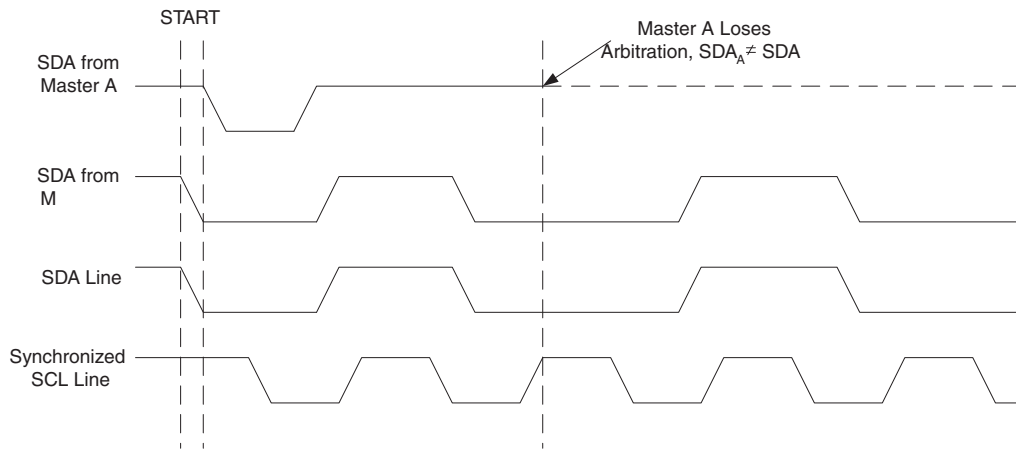 START
Master A Loses
Arbitration, SDA_A ≠ SDA
SDA from
Master A
SDA from
M
SDA Line
Synchronized
SCL Line